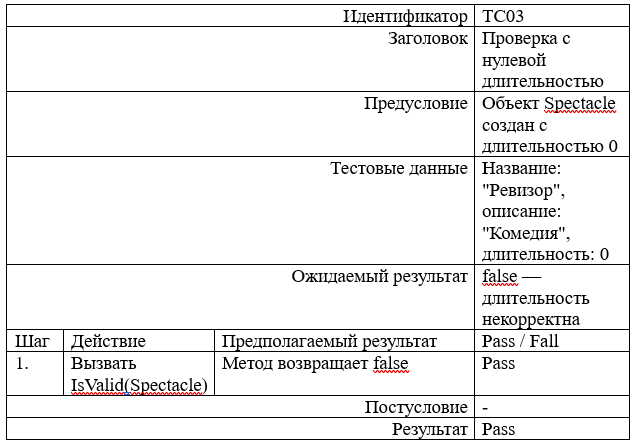 Идентификатор TC03
Заголовок Проверка с
нулевой
длительностью
Предусловие Объект Spectacle
создан с
длительностью 0
Тестовые данные Название:
"Ревизор",
описание:
"Комедия",
длительность: 0
Ожидаемый результат false —
длительность
некорректна
Шаг Действие Предполагаемый результат Pass / Fall
1. Вызвать Метод возвращает false Pass
IsValid(Spectacle)
Постусловие -
Результат Pass